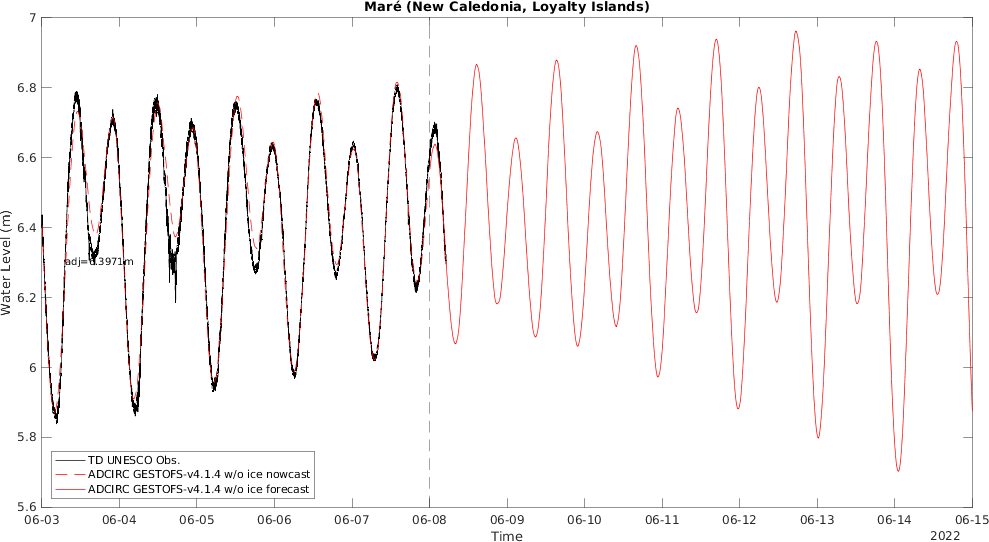 Maré (New Caledonia, Loyalty Islands)
7
6.8
6.6
6.4
6.2
6
5.8
5.6
Water Level (m)
adj=6.3971m
TD UNESCO Obs.
ADCIRC GESTOFS-v4.1.4 w/o ice nowcast
ADCIRC GESTOFS-v4.1.4 w/o ice forecast
06-03 06-04 06-05 06-06 06-07 06-08 06-09 06-10 06-11 06-12 06-13 06-14 06-15
Time
2022